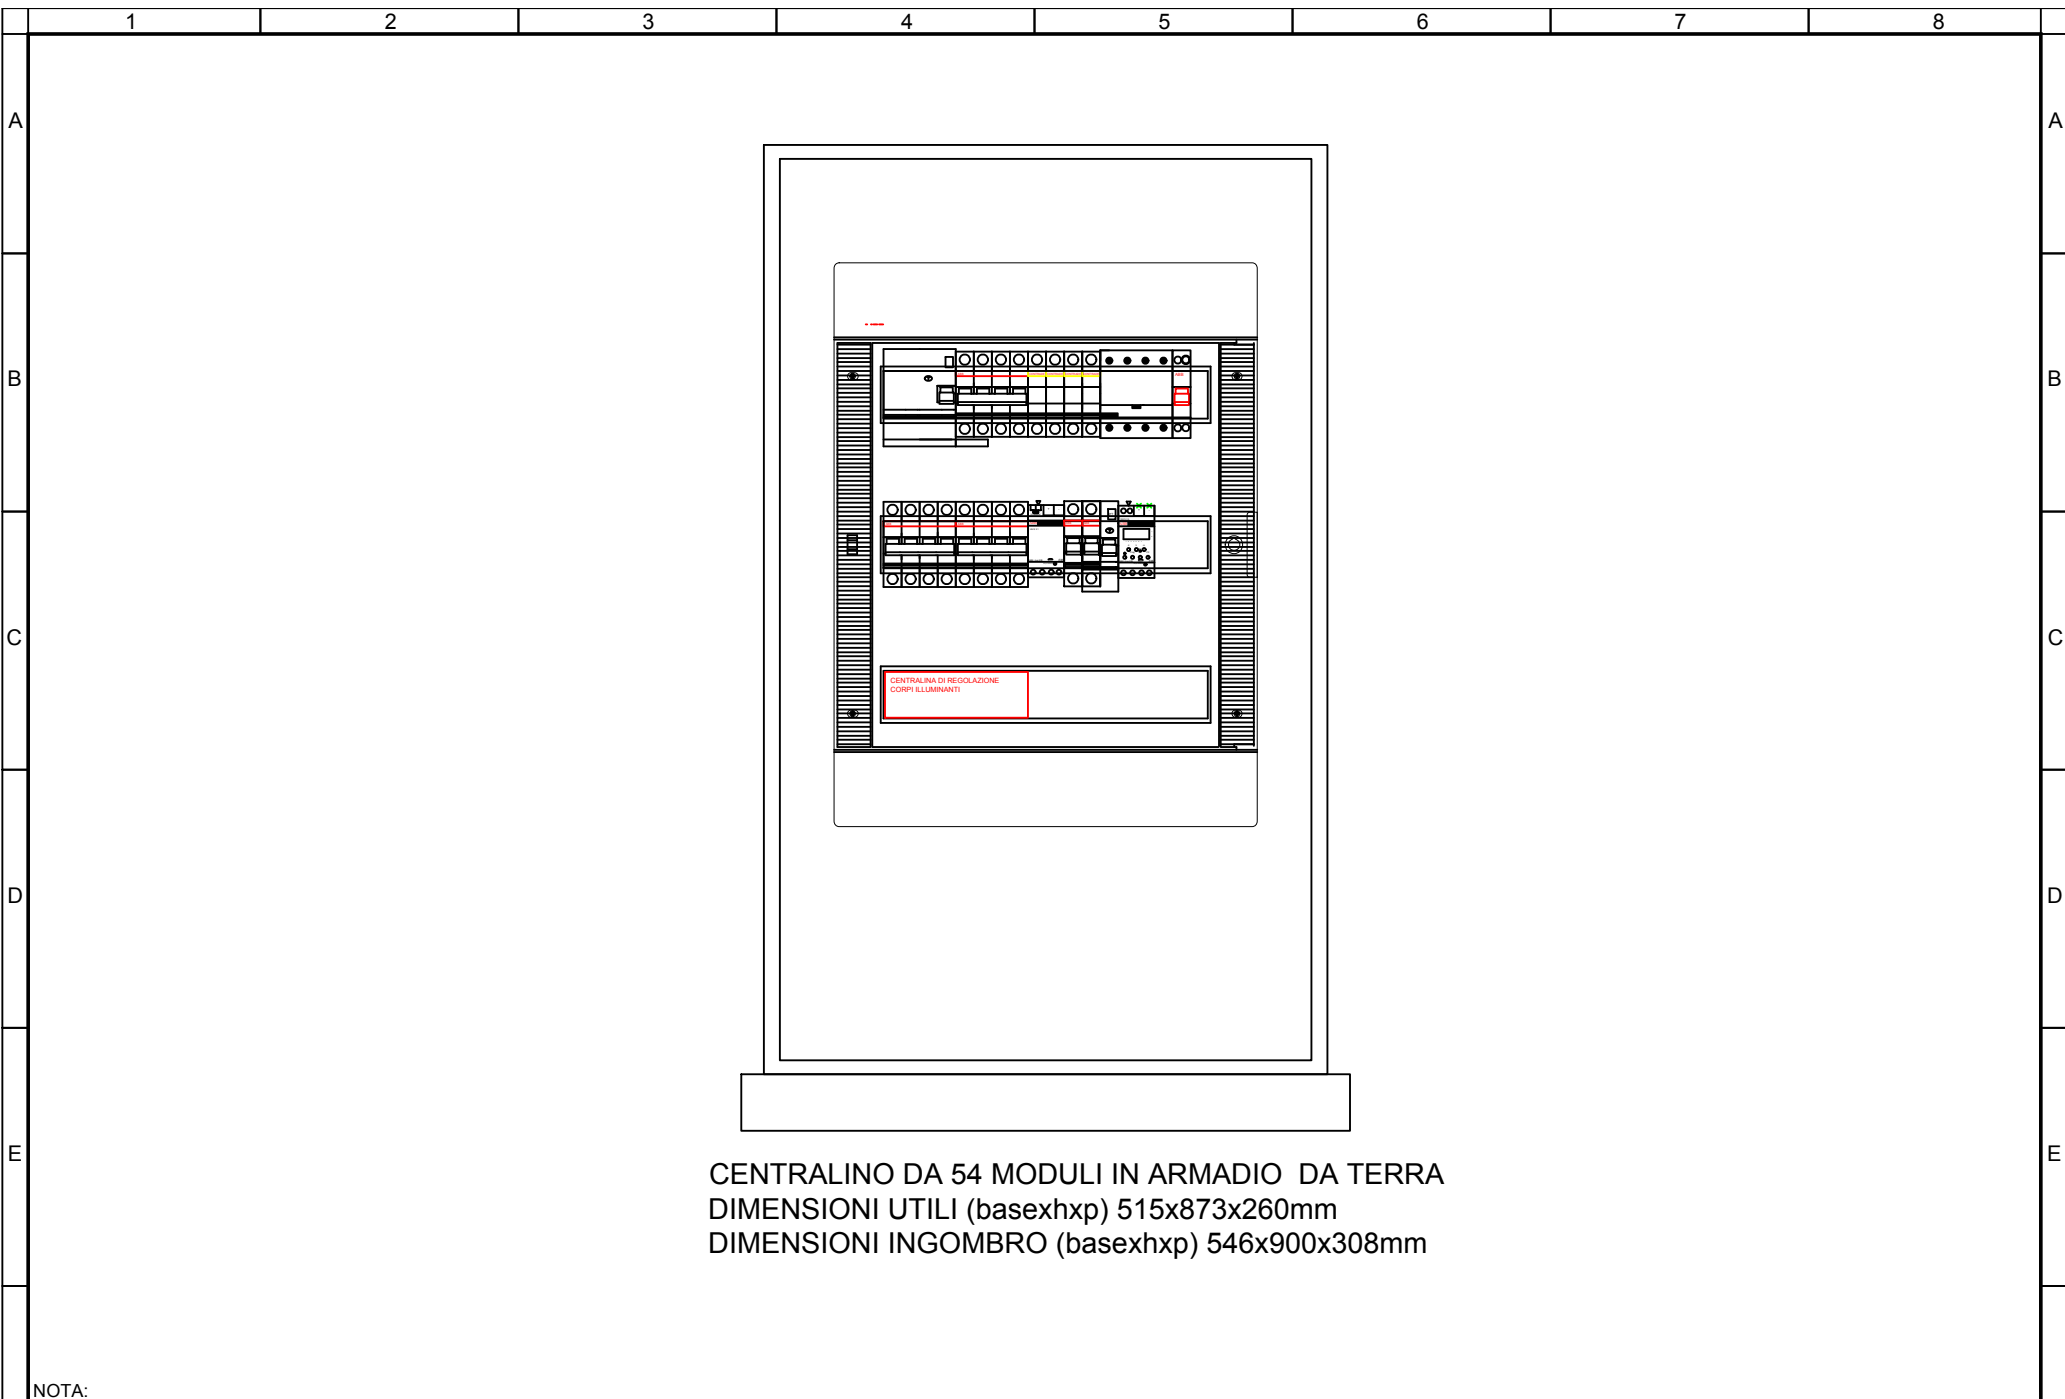 1 2 3 4 5 6 7 8
A A
B B
CENTRALINA DI REGOLAZIONE
CORPI ILLUMINANTI
C C
D D
E E
CENTRALINO DA 54 MODULI IN ARMADIO DA TERRA
DIMENSIONI UTILI (basexhxp) 515x873x260mm
DIMENSIONI INGOMBRO (basexhxp) 546x900x308mm
NOTA: